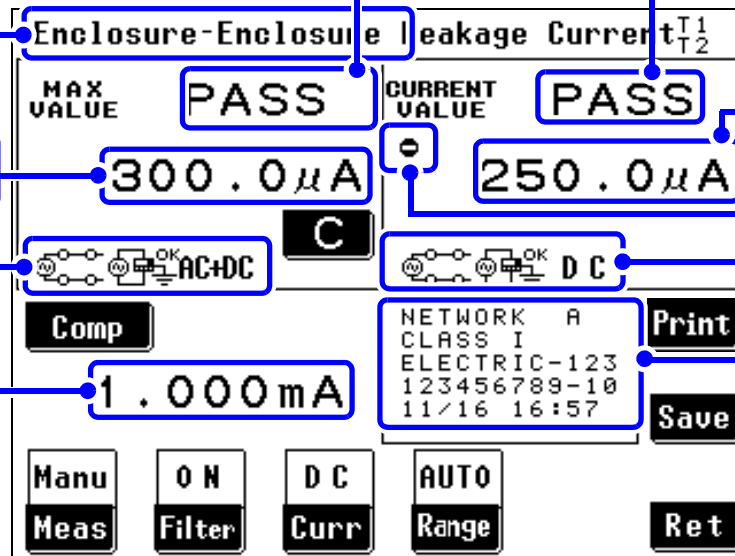 Enclosure-Enclosure Leakage Current T1 T2
MAX VALUE PASS
CURRENT VALUE PASS
300.0μA
250.0μA
C
OK AC+DC
OK DC
Comp
NETWORK A
CLASS I
ELECTRIC-123
123456789-10
11/16 16:57
Print
1.000mA
Save
Manu ON DC AUTO
Meas Filter Curr Range Ret